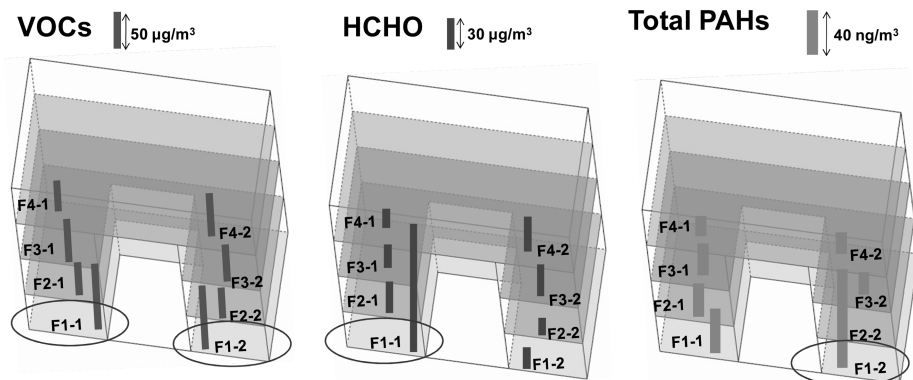 VOCs
50 µg/m³
F4-1
F4-2
F3-1
F3-2
F2-1
F2-2
F1-1
F1-2
HCHO
30 µg/m³
F4-1
F4-2
F3-1
F3-2
F2-1
F2-2
F1-1
F1-2
Total PAHs
40 ng/m³
F4-1
F4-2
F3-1
F3-2
F2-1
F2-2
F1-1
F1-2